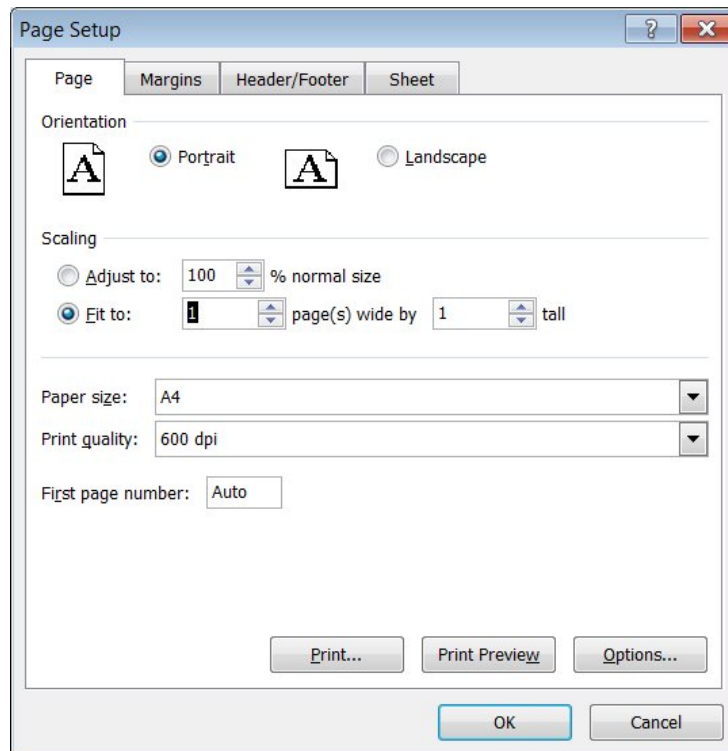 Page Setup ?
Page Margins Header/Footer Sheet
Orientation
A Portrait A Landscape
Scaling
Adjust to: 100 % normal size
Fit to: 1 page(s) wide by 1 tall
Paper size: A4
Print quality: 600 dpi
First page number: Auto
Print... Print Preview Options...
OK Cancel